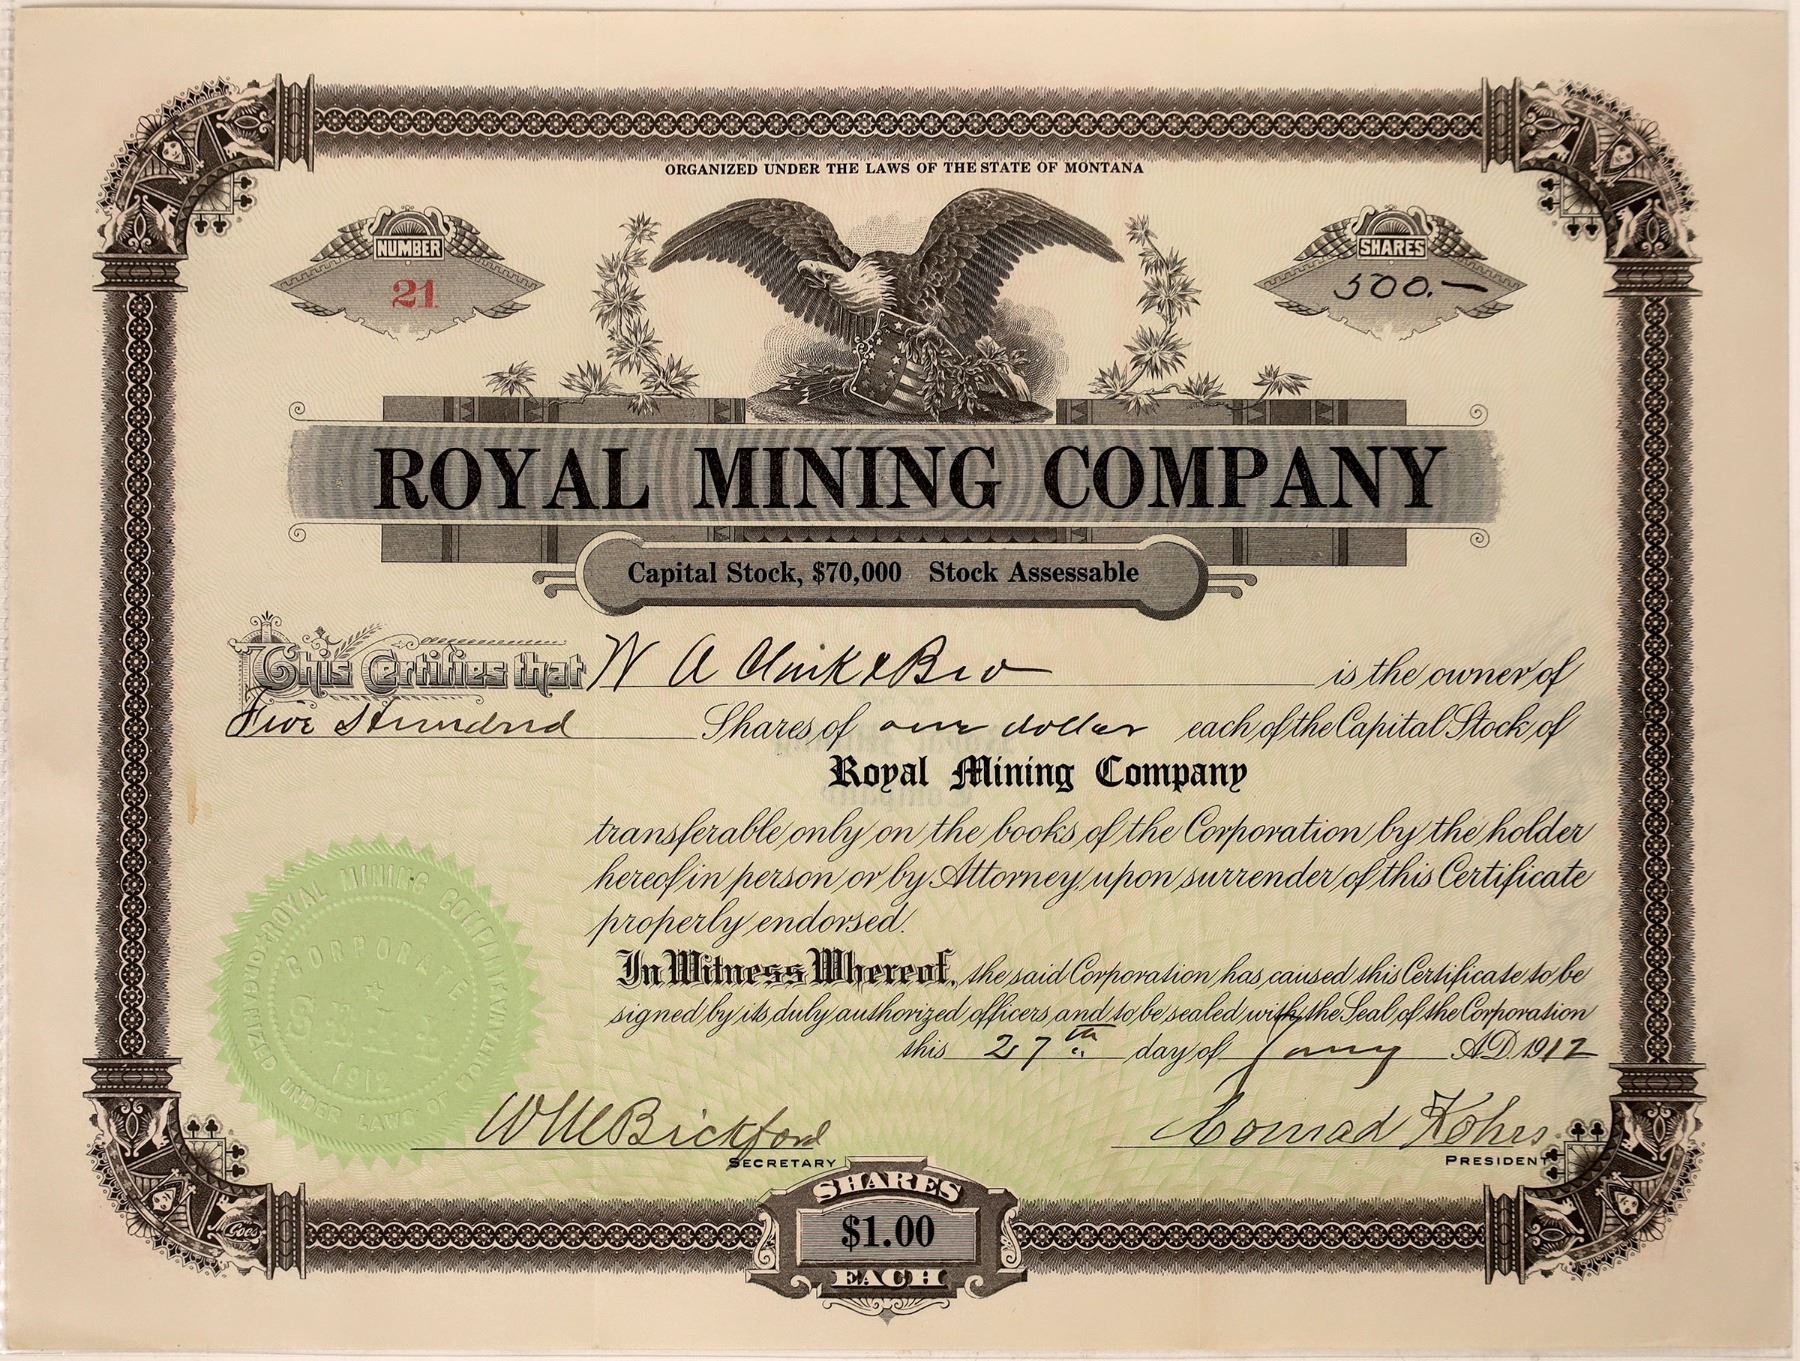 ORGANIZED UNDER THE LAWS OF THE STATE OF MONTANA
NUMBER
21
SHARES
500.—
ROYAL MINING COMPANY
Capital Stock, $70,000 Stock Assessable
This Certifies that W A Clark & Bro is the owner of
Five Hundred Shares of one dollar each of the Capital Stock of
Royal Mining Company
transferable only on the books of the Corporation by the holder
hereof in person or by Attorney upon surrender of this Certificate
properly endorsed.
In Witness Whereof, the said Corporation has caused this Certificate to be
signed by its duly authorized officers and to be sealed with the Seal of the Corporation
this 27th day of Jany A.D. 1912
ROYAL MINING COMPANY
ORGANIZED UNDER LAWS OF MONTANA
CORPORATE
1912
W M Bickford
SECRETARY
Conrad Kohrs
PRESIDENT
SHARES
$1.00
EACH
Goes